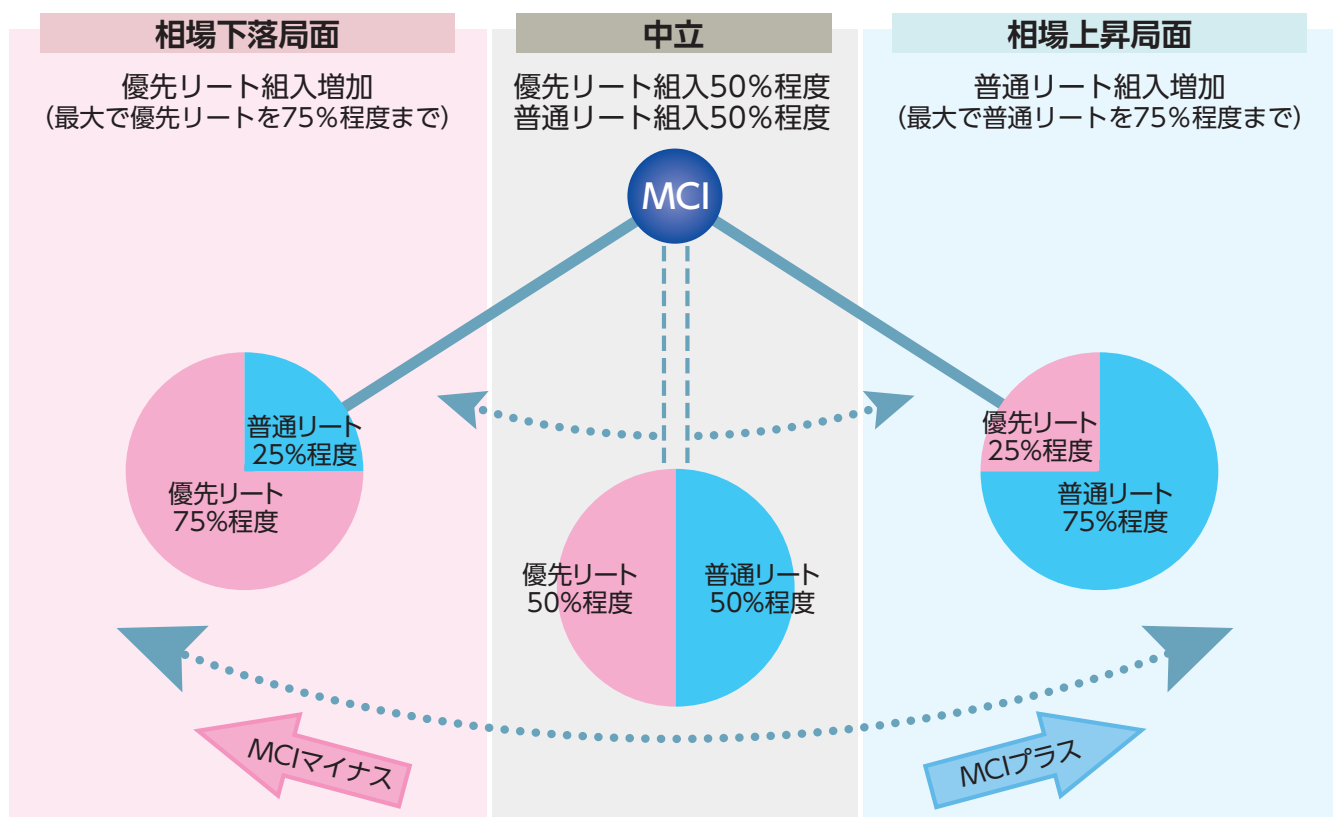 相場下落局面
優先リート組入増加
（最大で優先リートを75％程度まで）
中立
優先リート組入50％程度
普通リート組入50％程度
相場上昇局面
普通リート組入増加
（最大で普通リートを75％程度まで）
MCI
普通リート
25％程度
優先リート
75％程度
優先リート
50％程度
普通リート
50％程度
優先リート
25％程度
普通リート
75％程度
MCIマイナス
MCIプラス